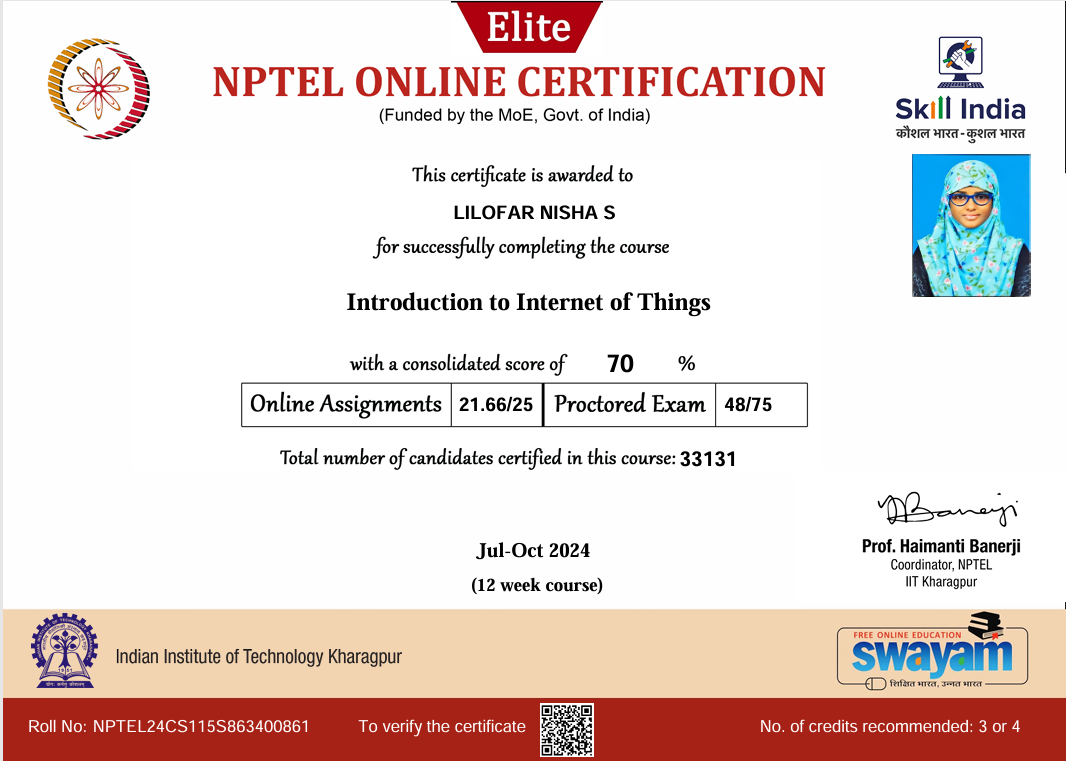 Elite
NPTEL ONLINE CERTIFICATION
(Funded by the MoE, Govt. of India)
Skill India
कौशल भारत - कुशल भारत
This certificate is awarded to
LILOFAR NISHA S
for successfully completing the course
Introduction to Internet of Things
with a consolidated score of 70 %
Online Assignments 21.66/25 Proctored Exam 48/75
Total number of candidates certified in this course: 33131
Jul-Oct 2024
(12 week course)
Prof. Haimanti Banerji
Coordinator, NPTEL
IIT Kharagpur
Indian Institute of Technology Kharagpur
FREE ONLINE EDUCATION
swayam
शिक्षित भारत, उन्नत भारत
Roll No: NPTEL24CS115S863400861 To verify the certificate No. of credits recommended: 3 or 4